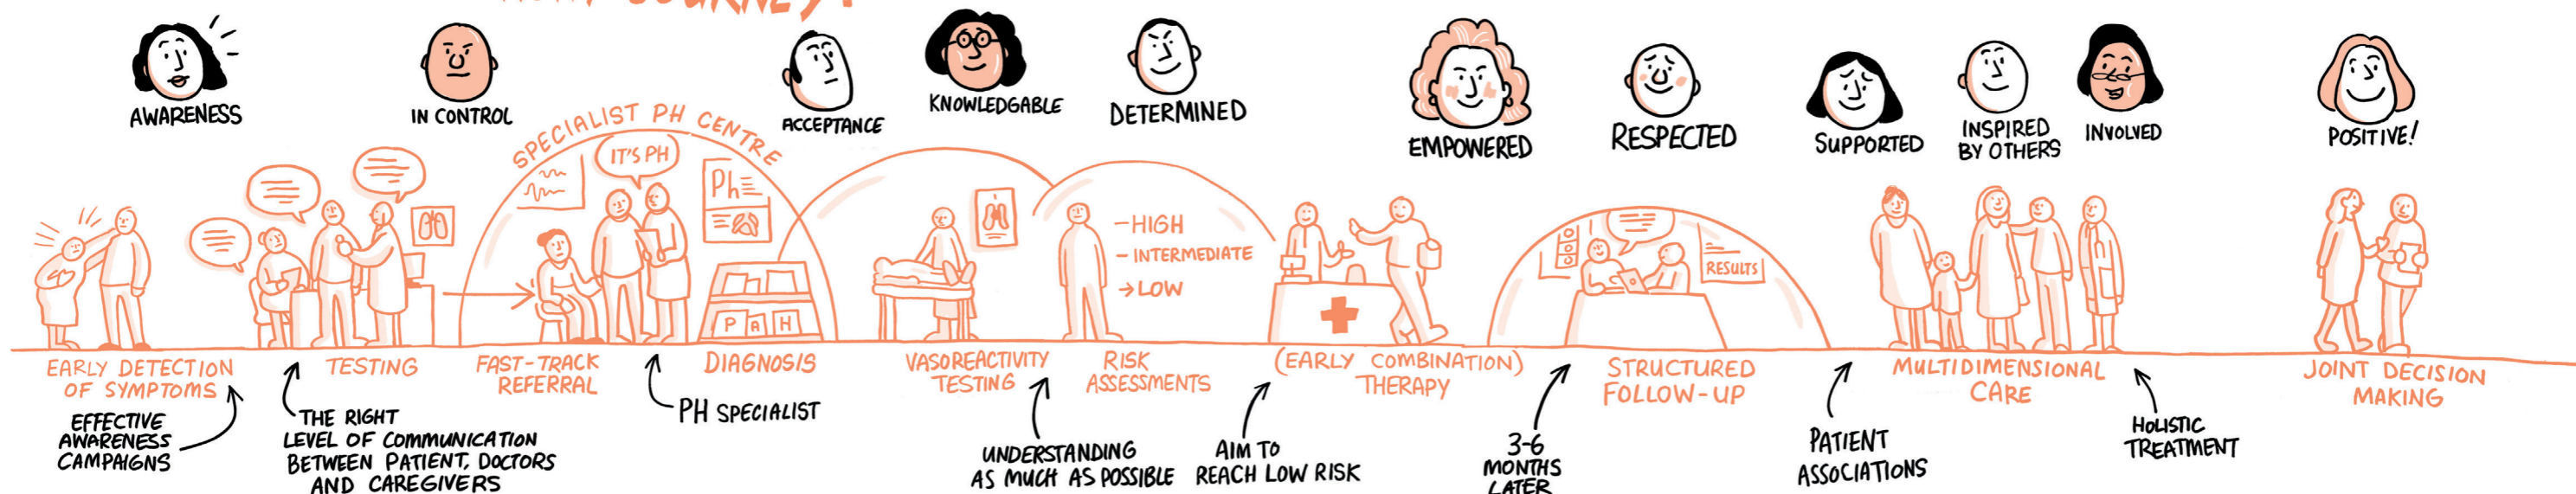 JOURNEY!
AWARENESS
IN CONTROL
ACCEPTANCE
KNOWLEDGABLE
DETERMINED
EMPOWERED
RESPECTED
SUPPORTED
INSPIRED
BY OTHERS
INVOLVED
POSITIVE!
SPECIALIST PH CENTRE
IT'S PH
Ph
PAH
-HIGH
-INTERMEDIATE
→LOW
RESULTS
EARLY DETECTION
OF SYMPTOMS
TESTING
FAST-TRACK
REFERRAL
DIAGNOSIS
VASOREACTIVITY
TESTING
RISK
ASSESSMENTS
(EARLY COMBINATION)
THERAPY
STRUCTURED
FOLLOW-UP
MULTIDIMENSIONAL
CARE
JOINT DECISION
MAKING
EFFECTIVE
AWARENESS
CAMPAIGNS
THE RIGHT
LEVEL OF COMMUNICATION
BETWEEN PATIENT, DOCTORS
AND CAREGIVERS
PH SPECIALIST
UNDERSTANDING
AS MUCH AS POSSIBLE
AIM TO
REACH LOW RISK
3-6
MONTHS
LATER
PATIENT
ASSOCIATIONS
HOLISTIC
TREATMENT